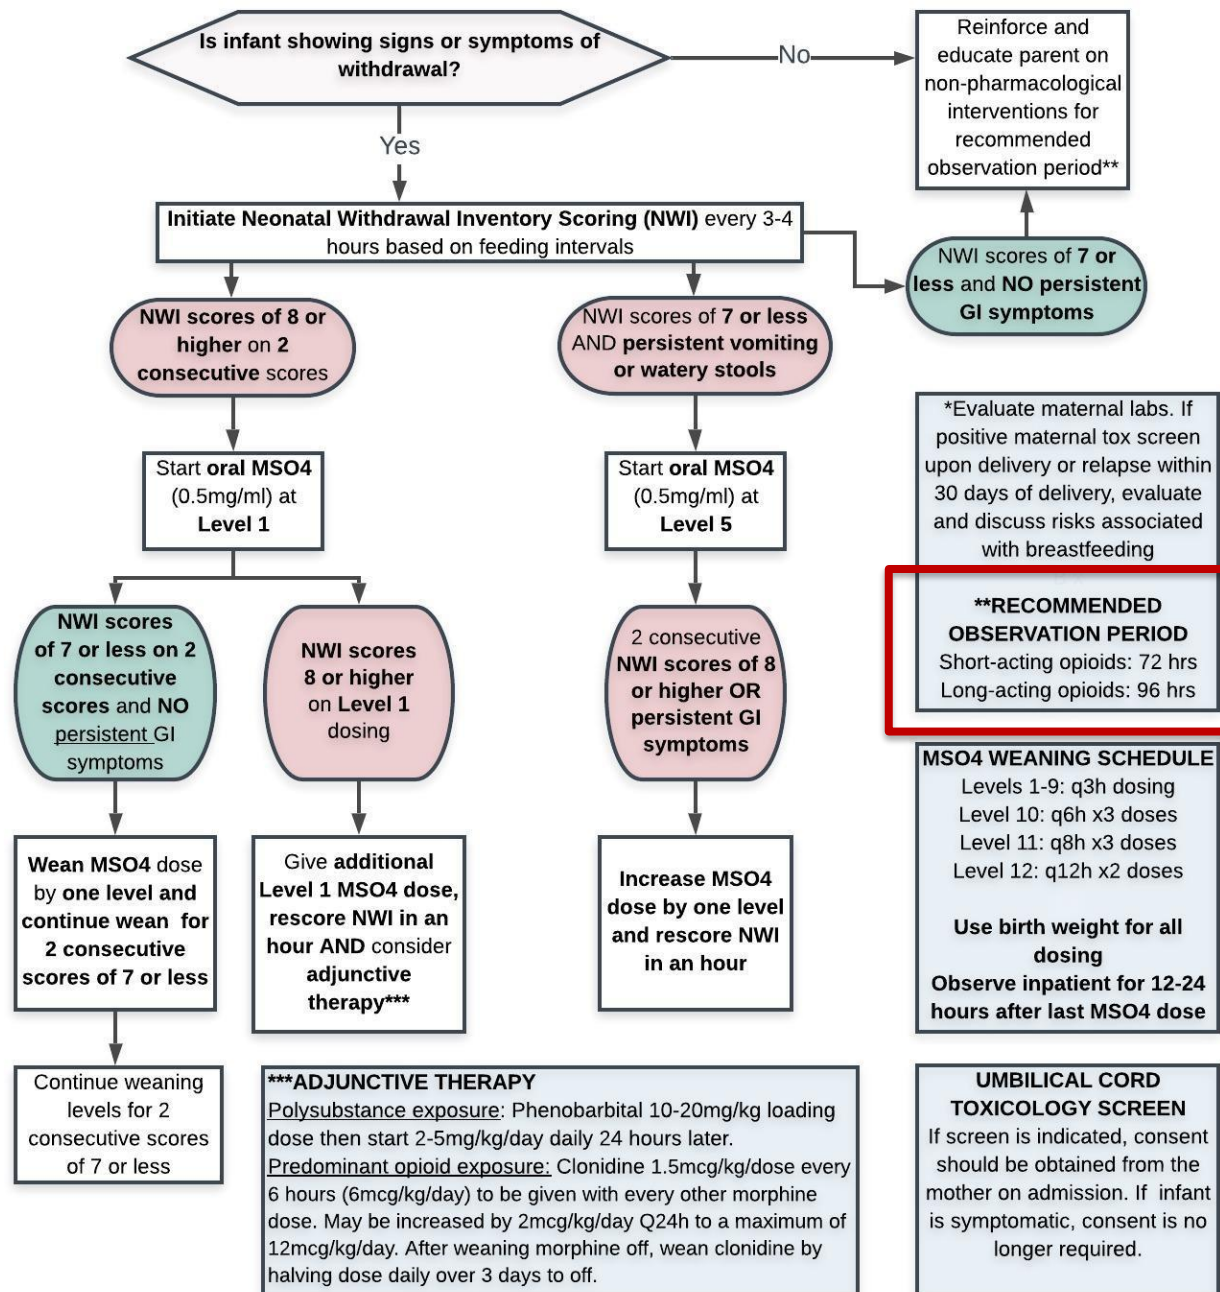 Is infant showing signs or symptoms of
withdrawal?
No
Reinforce and
educate parent on
non-pharmacological
interventions for
recommended
observation period**
Yes
Initiate Neonatal Withdrawal Inventory Scoring (NWI) every 3-4
hours based on feeding intervals
NWI scores of 7 or
less and NO persistent
GI symptoms
NWI scores of 8 or
higher on 2
consecutive scores
NWI scores of 7 or less
AND persistent vomiting
or watery stools
Start oral MSO4
(0.5mg/ml) at
Level 1
Start oral MSO4
(0.5mg/ml) at
Level 5
*Evaluate maternal labs. If
positive maternal tox screen
upon delivery or relapse within
30 days of delivery, evaluate
and discuss risks associated
with breastfeeding
**RECOMMENDED
OBSERVATION PERIOD
Short-acting opioids: 72 hrs
Long-acting opioids: 96 hrs
NWI scores
of 7 or less on 2
consecutive
scores and NO
persistent GI
symptoms
NWI scores
8 or higher
on Level 1
dosing
2 consecutive
NWI scores of 8
or higher OR
persistent GI
symptoms
Wean MSO4 dose
by one level and
continue wean for
2 consecutive
scores of 7 or less
Give additional
Level 1 MSO4 dose,
rescore NWI in an
hour AND consider
adjunctive
therapy***
Increase MSO4
dose by one level
and rescore NWI
in an hour
MSO4 WEANING SCHEDULE
Levels 1-9: q3h dosing
Level 10: q6h x3 doses
Level 11: q8h x3 doses
Level 12: q12h x2 doses
Use birth weight for all
dosing
Observe inpatient for 12-24
hours after last MSO4 dose
Continue weaning
levels for 2
consecutive scores
of 7 or less
***ADJUNCTIVE THERAPY
Polysubstance exposure: Phenobarbital 10-20mg/kg loading
dose then start 2-5mg/kg/day daily 24 hours later.
Predominant opioid exposure: Clonidine 1.5mcg/kg/dose every
6 hours (6mcg/kg/day) to be given with every other morphine
dose. May be increased by 2mcg/kg/day Q24h to a maximum of
12mcg/kg/day. After weaning morphine off, wean clonidine by
halving dose daily over 3 days to off.
UMBILICAL CORD
TOXICOLOGY SCREEN
If screen is indicated, consent
should be obtained from the
mother on admission. If infant
is symptomatic, consent is no
longer required.